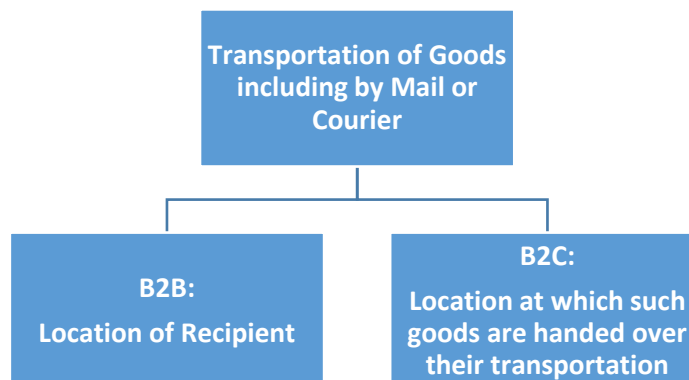 Transportation of Goods
including by Mail or
Courier
B2B:
Location of Recipient
B2C:
Location at which such
goods are handed over
their transportation